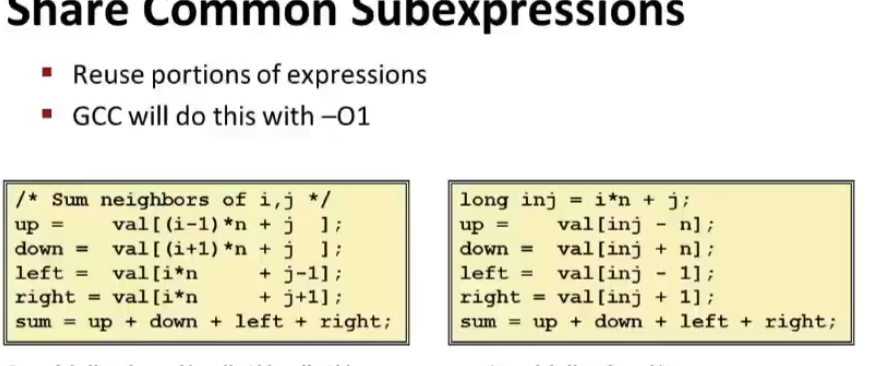 Share Common Subexpressions
▪ Reuse portions of expressions
▪ GCC will do this with –O1
/* Sum neighbors of i,j */
up =    val[(i-1)*n + j  ];
down =  val[(i+1)*n + j  ];
left =  val[i*n     + j-1];
right = val[i*n     + j+1];
sum = up + down + left + right;
long inj = i*n + j;
up =    val[inj - n];
down =  val[inj + n];
left =  val[inj - 1];
right = val[inj + 1];
sum = up + down + left + right;